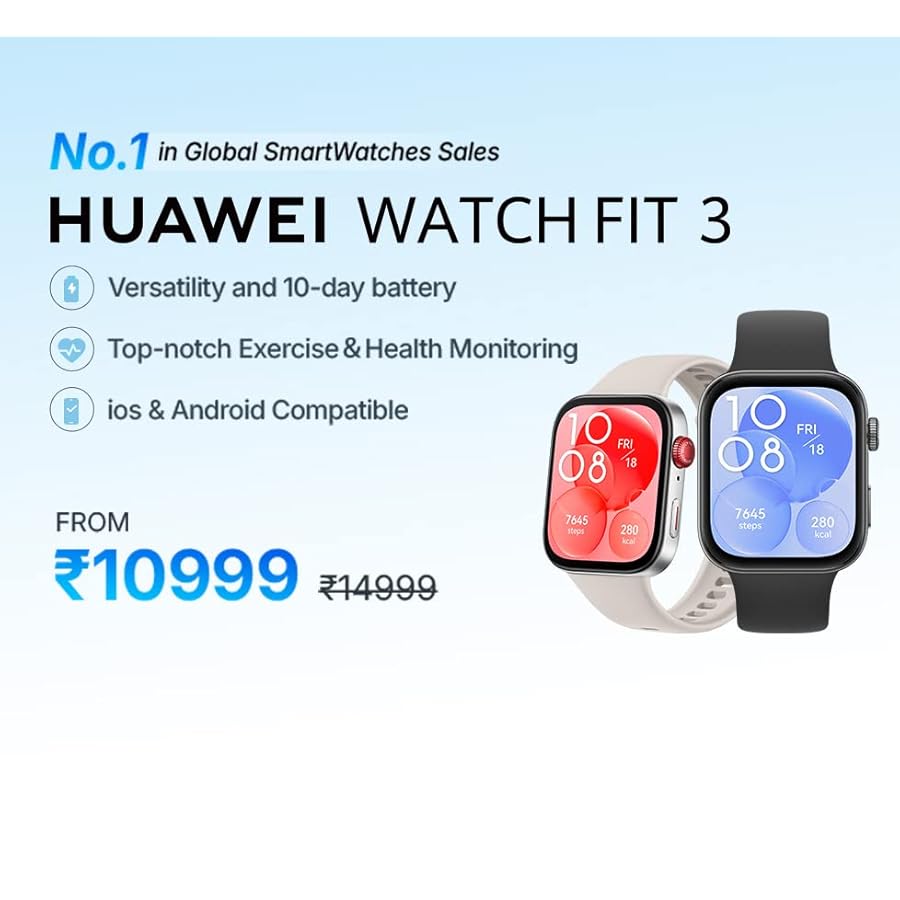 No.1 in Global SmartWatches Sales
HUAWEI WATCH FIT 3
Versatility and 10-day battery
Top-notch Exercise & Health Monitoring
ios & Android Compatible
FROM
₹10999 ₹14999
10
08
FRI
18
7645
steps
280
kcal
10
08
FRI
18
7645
steps
280
kcal